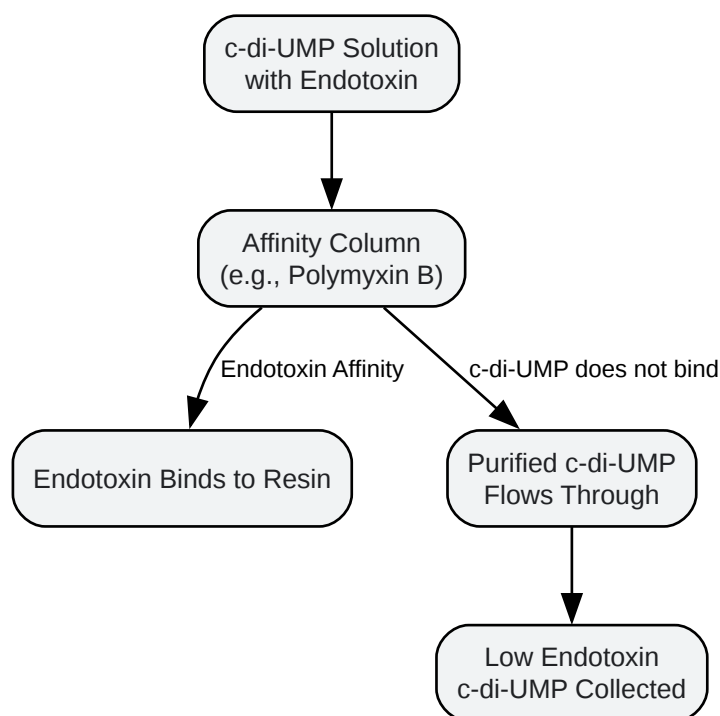 c-di-UMP Solution
with Endotoxin
Affinity Column
(e.g., Polymyxin B)
Endotoxin Affinity
c-di-UMP does not bind
Endotoxin Binds to Resin
Purified c-di-UMP
Flows Through
Low Endotoxin
c-di-UMP Collected